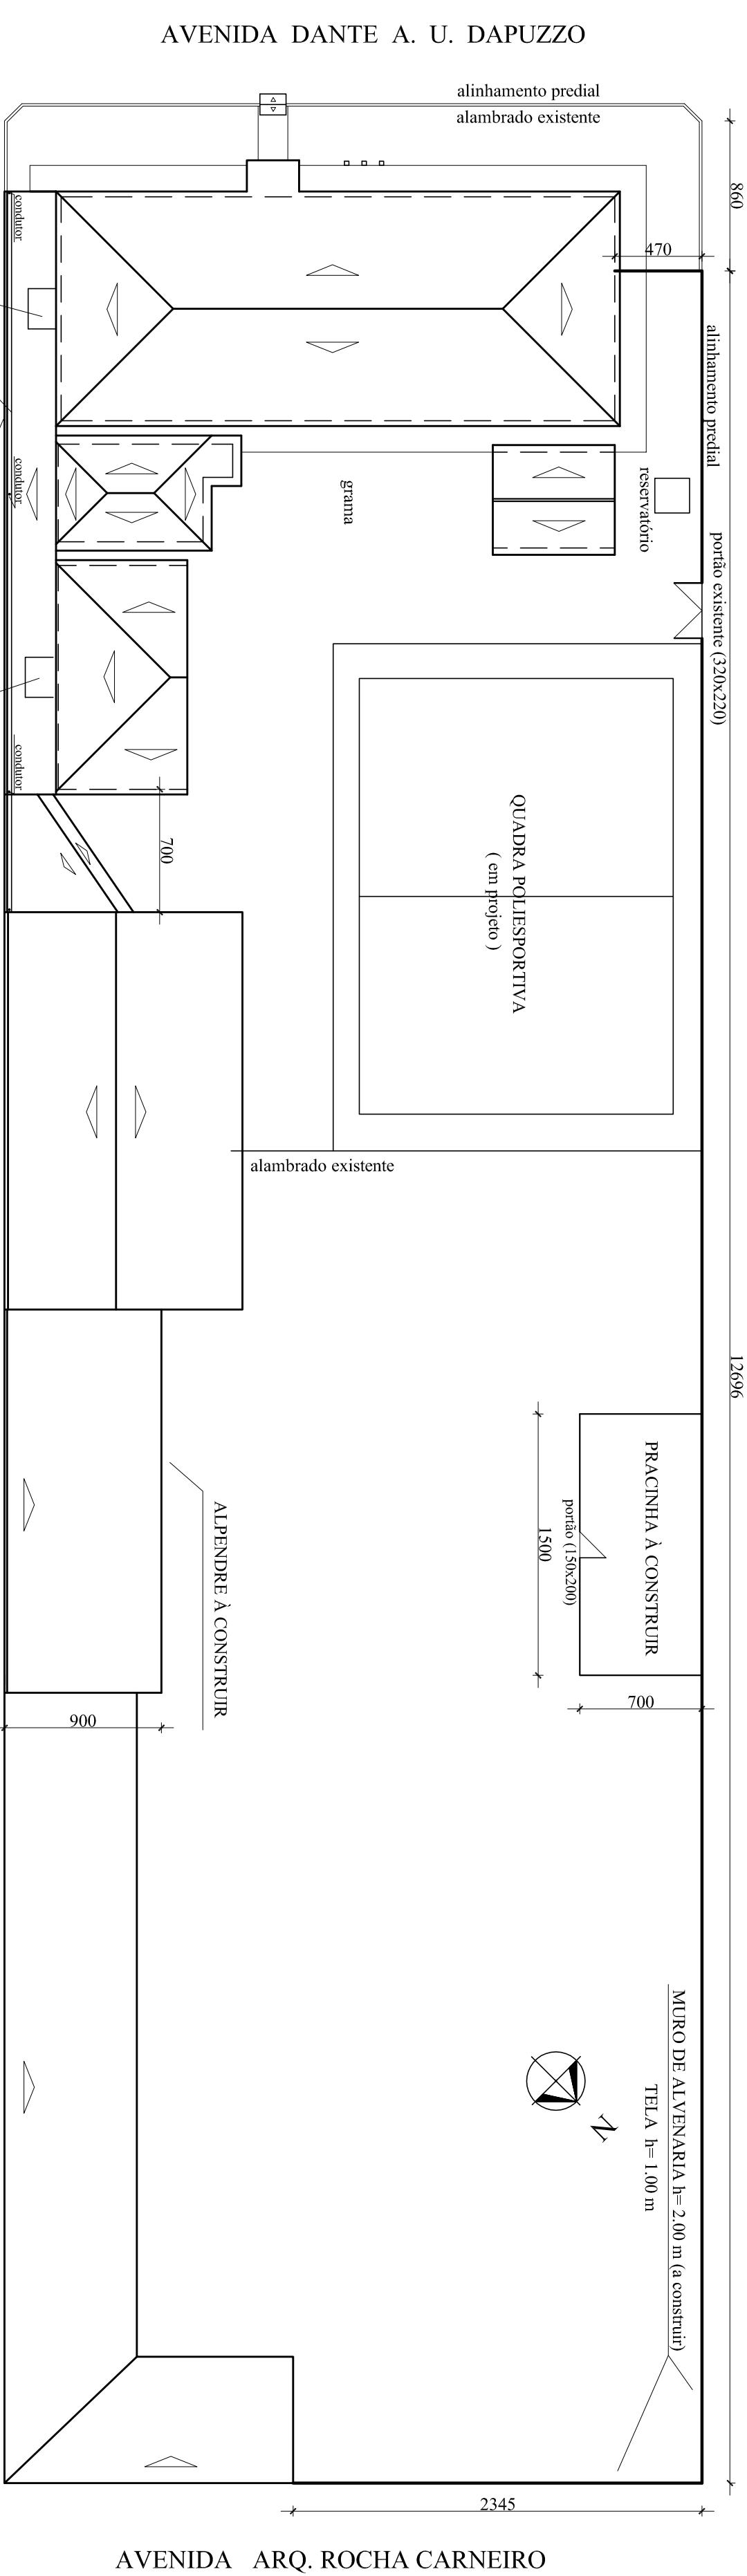 AVENIDA DANTE A. U. DAPUZZO
alinhamento predial
alambrado existente
860
condutor
470
alinhamento predial
reservatório
condutor
grama
portão existente (320x220)
condutor
700
QUADRA POLIESPORTIVA
( em projeto )
alambrado existente
12696
PRACINHA À CONSTRUIR
portão (150x200)
1500
ALPENDRE À CONSTRUIR
700
900
MURO DE ALVENARIA h= 2.00 m (a construir)
TELA h= 1.00 m
N
2345
AVENIDA ARQ. ROCHA CARNEIRO